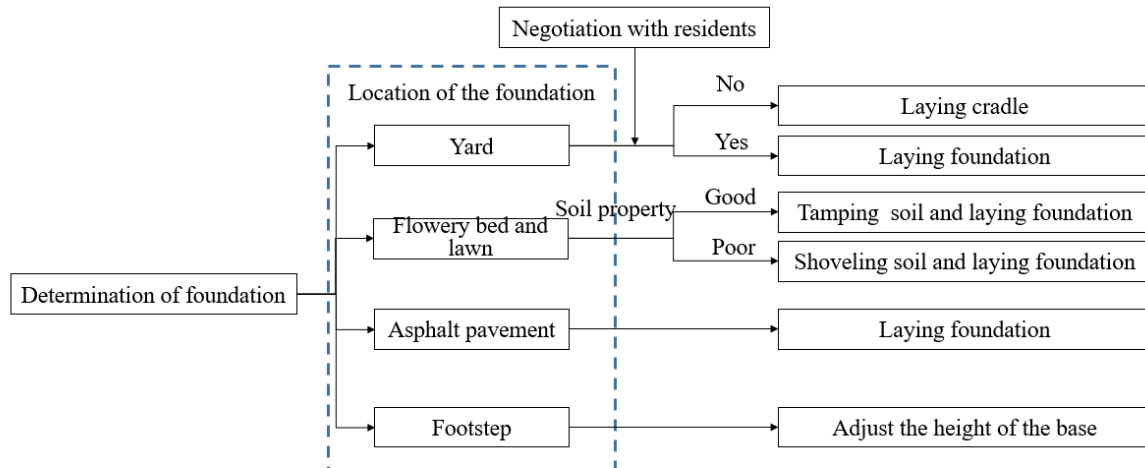 Negotiation with residents
Location of the foundation
No
Laying cradle
Yard
Yes
Laying foundation
Soil property
Good
Tamping soil and laying foundation
Flowery bed and
lawn
Poor
Shoveling soil and laying foundation
Determination of foundation
Asphalt pavement
Laying foundation
Footstep
Adjust the height of the base